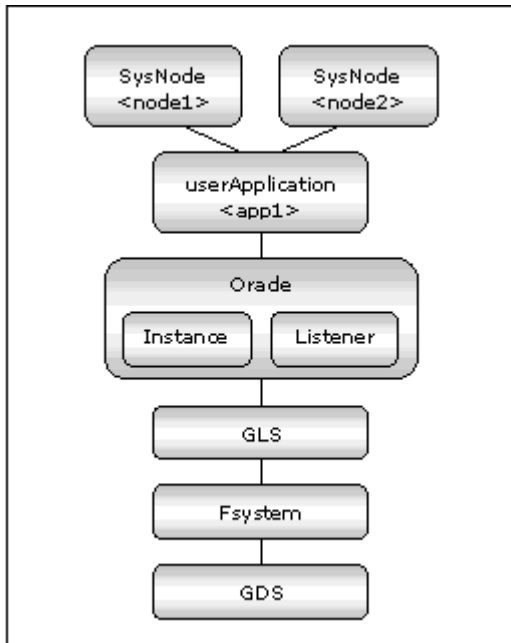 SysNode
<node1>
SysNode
<node2>
userApplication
<app1>
Orade
Instance
Listener
GLS
Fsystem
GDS